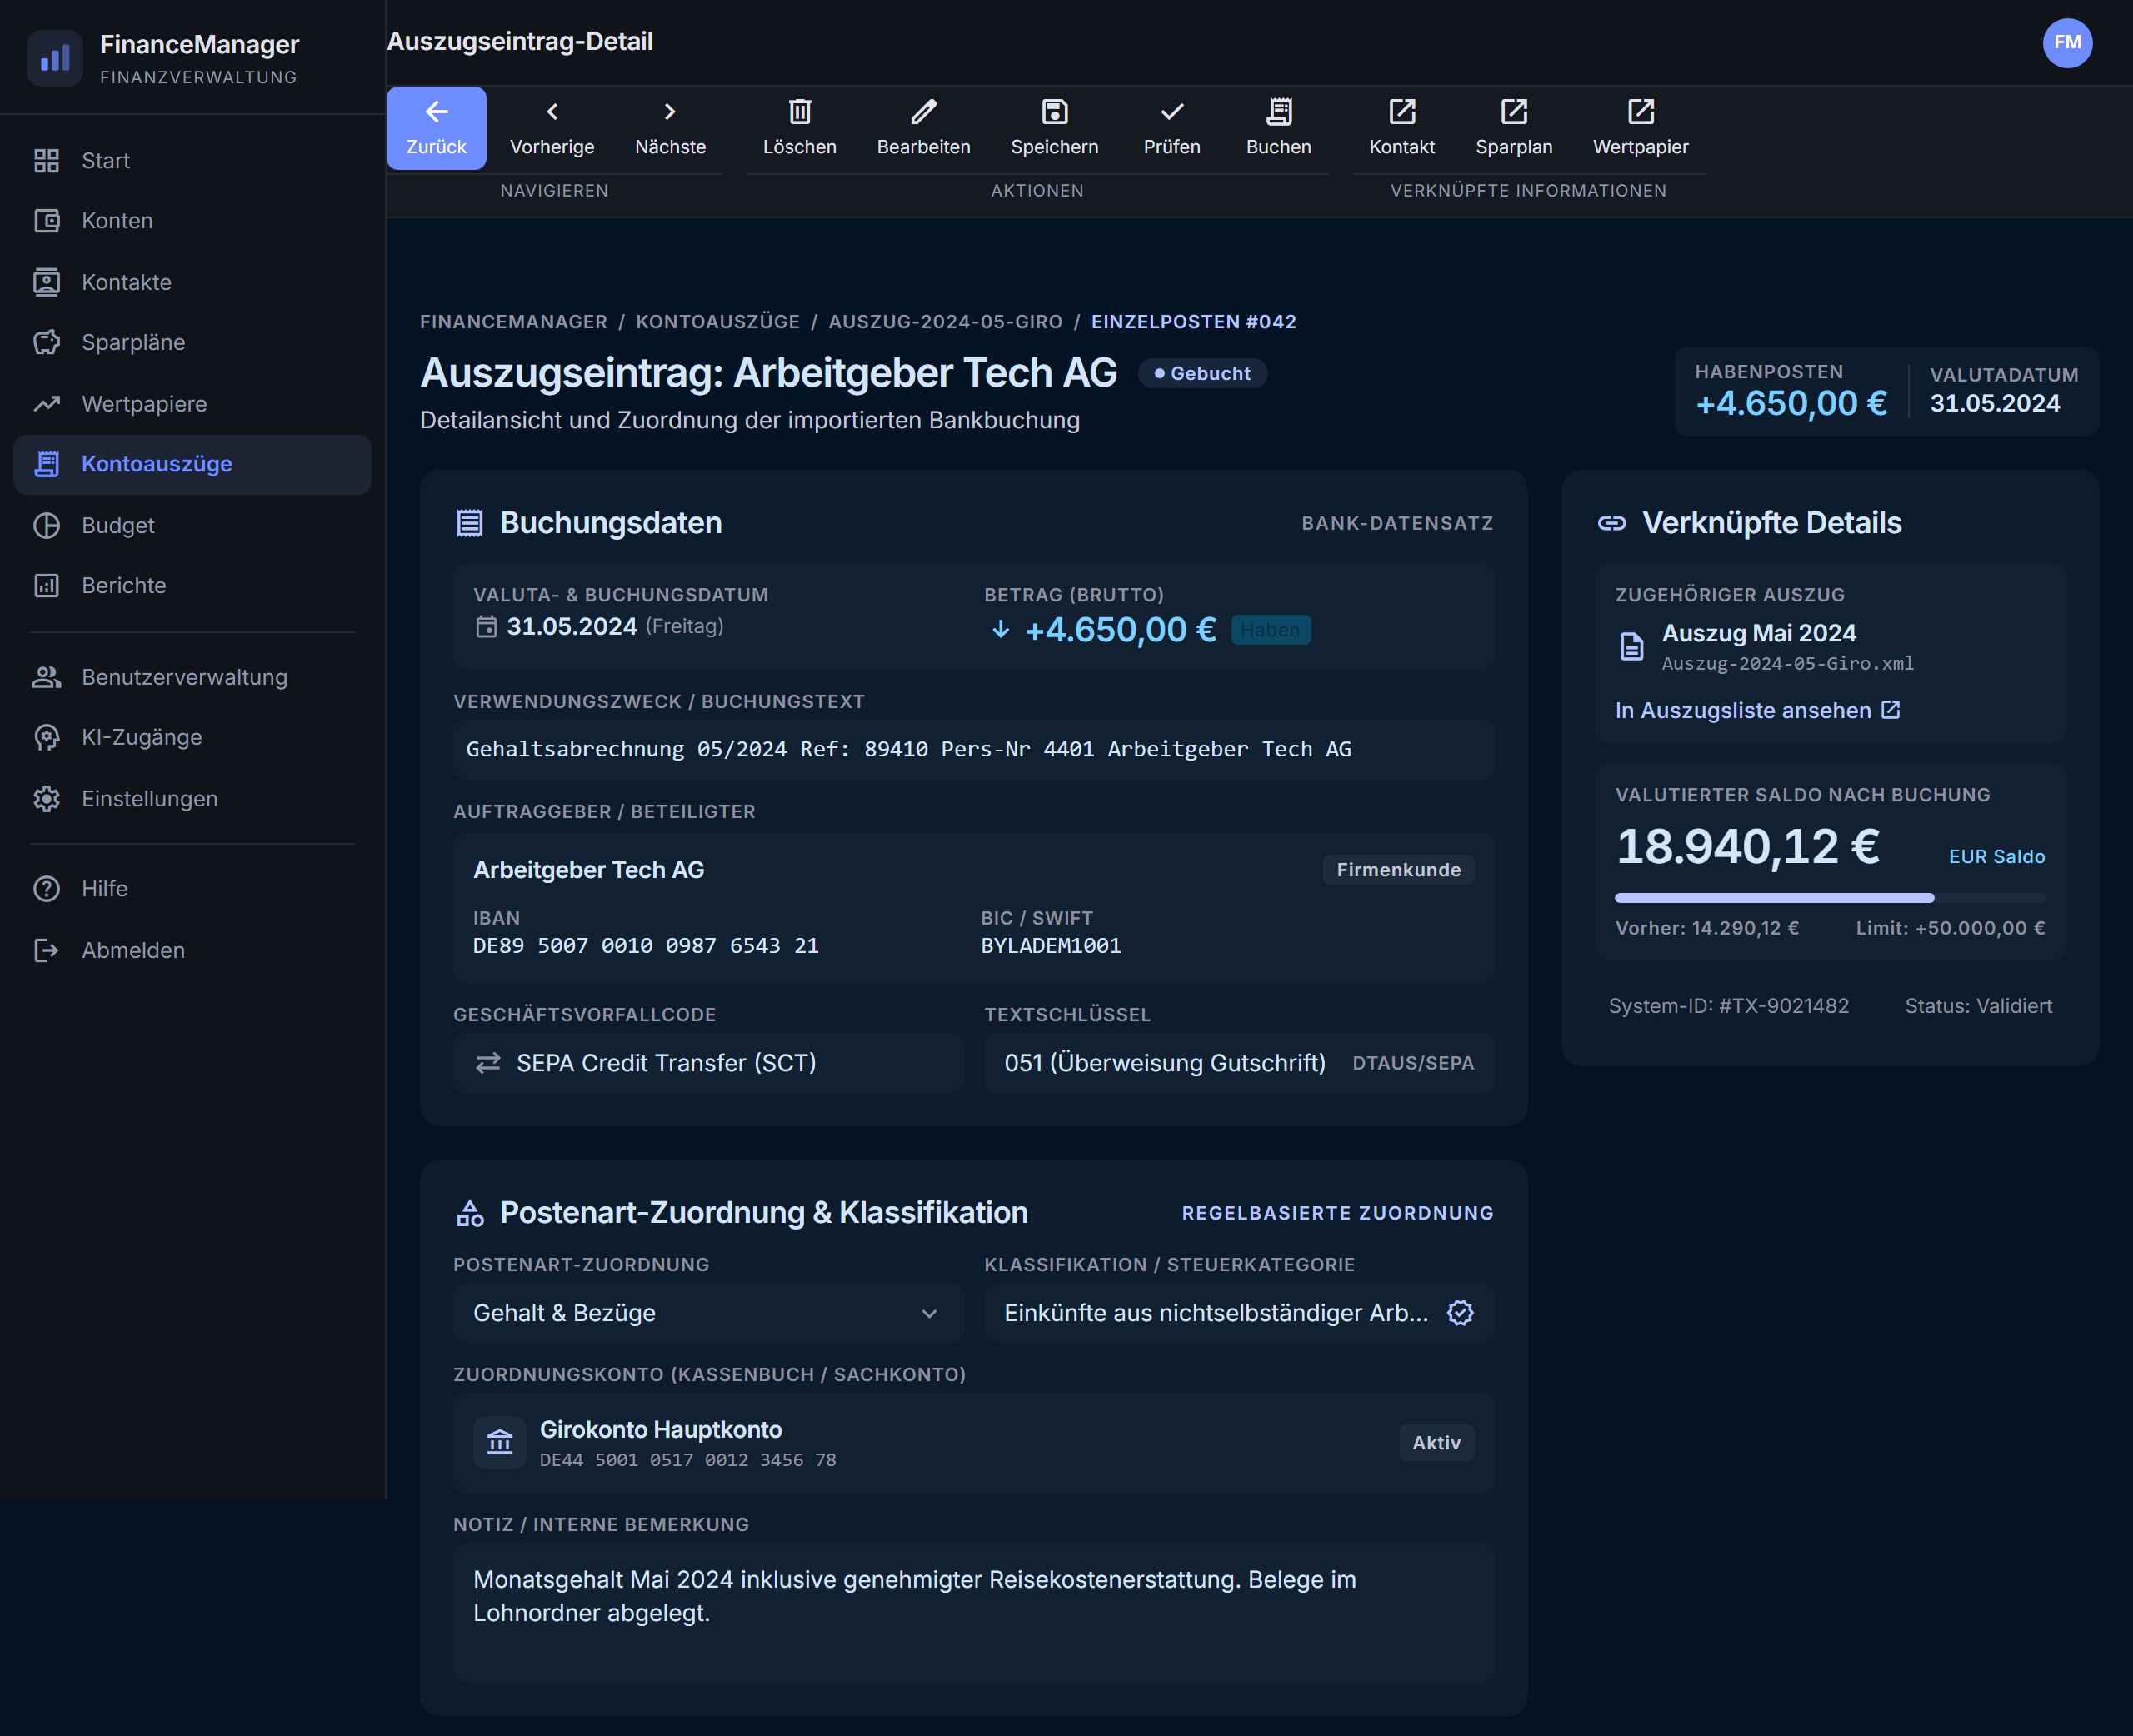 FinanceManager
FINANZVERWALTUNG
Start
Konten
Kontakte
Sparpläne
Wertpapiere
Kontoauszüge
Budget
Berichte
Benutzerverwaltung
KI-Zugänge
Einstellungen
Hilfe
Abmelden
Auszugseintrag-Detail
FM
Zurück
Vorherige
Nächste
NAVIGIEREN
Löschen
Bearbeiten
Speichern
Prüfen
Buchen
AKTIONEN
Kontakt
Sparplan
Wertpapier
VERKNÜPFTE INFORMATIONEN
FINANCEMANAGER / KONTOAUSZÜGE / AUSZUG-2024-05-GIRO / EINZELPOSTEN #042
Auszugseintrag: Arbeitgeber Tech AG
Gebucht
Detailansicht und Zuordnung der importierten Bankbuchung
HABENPOSTEN
+4.650,00 €
VALUTADATUM
31.05.2024
Buchungsdaten
BANK-DATENSATZ
VALUTA- & BUCHUNGSDATUM
31.05.2024 (Freitag)
BETRAG (BRUTTO)
+4.650,00 €
Haben
VERWENDUNGSZWECK / BUCHUNGSTEXT
Gehaltsabrechnung 05/2024 Ref: 89410 Pers-Nr 4401 Arbeitgeber Tech AG
AUFTRAGGEBER / BETEILIGTER
Arbeitgeber Tech AG
Firmenkunde
IBAN
DE89 5007 0010 0987 6543 21
BIC / SWIFT
BYLADEM1001
GESCHÄFTSVORFALLCODE
SEPA Credit Transfer (SCT)
TEXTSCHLÜSSEL
051 (Überweisung Gutschrift)
DTAUS/SEPA
Verknüpfte Details
ZUGEHÖRIGER AUSZUG
Auszug Mai 2024
Auszug-2024-05-Giro.xml
In Auszugsliste ansehen
VALUTIERTER SALDO NACH BUCHUNG
18.940,12 €
EUR Saldo
Vorher: 14.290,12 €
Limit: +50.000,00 €
System-ID: #TX-9021482
Status: Validiert
Postenart-Zuordnung & Klassifikation
REGELBASIERTE ZUORDNUNG
POSTENART-ZUORDNUNG
Gehalt & Bezüge
KLASSIFIKATION / STEUERKATEGORIE
Einkünfte aus nichtselbständiger Arb...
ZUORDNUNGSKONTO (KASSENBUCH / SACHKONTO)
Girokonto Hauptkonto
DE44 5001 0517 0012 3456 78
Aktiv
NOTIZ / INTERNE BEMERKUNG
Monatsgehalt Mai 2024 inklusive genehmigter Reisekostenerstattung. Belege im
Lohnordner abgelegt.